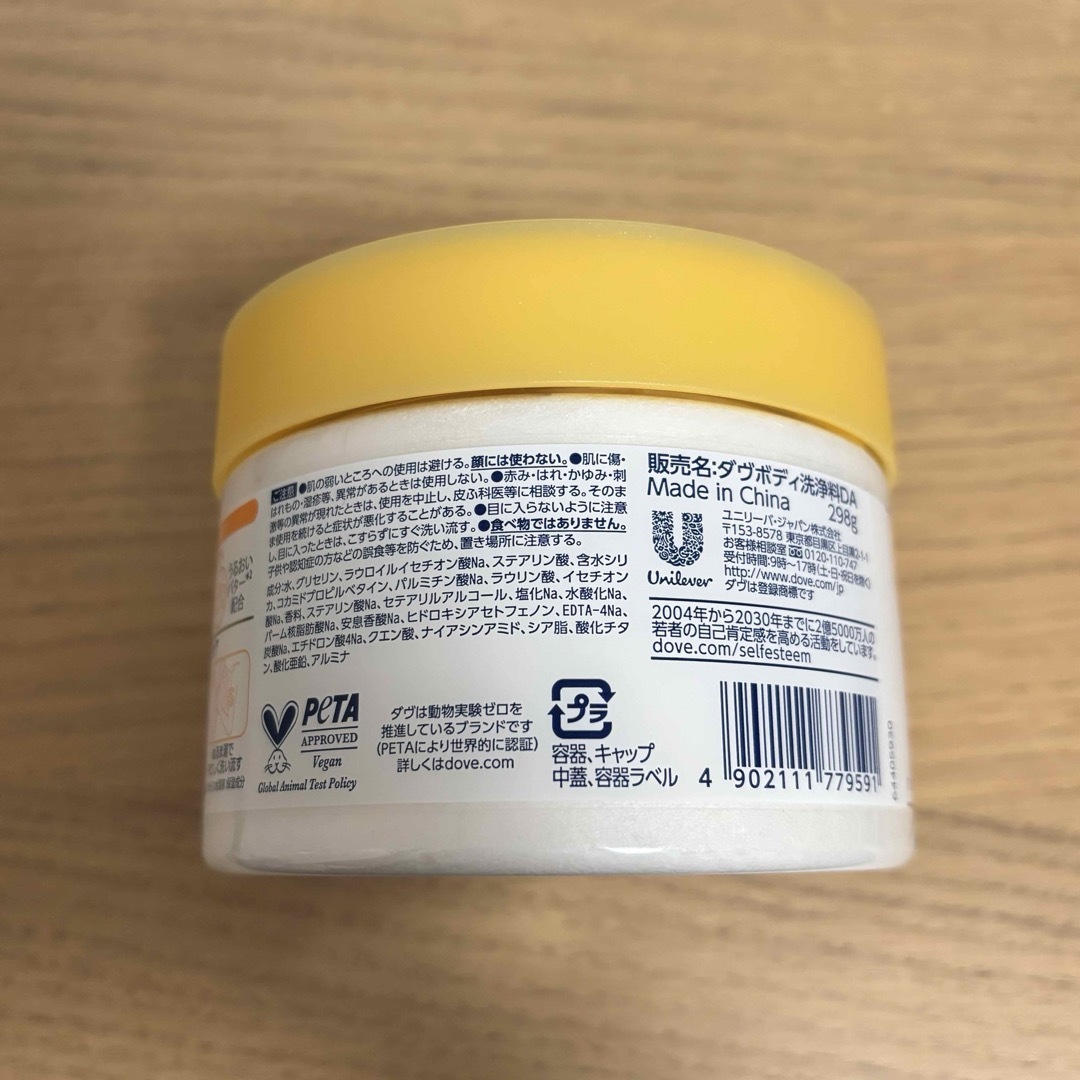 ご注意 ●肌の弱いところへの使用は避ける。顔には使わない。●肌に傷・
はれもの・湿疹等、異常があるときは使用しない。●赤み・はれ・かゆみ・刺
激等の異常が現れたときは、使用を中止し、皮ふ科医等に相談する。そのま
ま使用を続けると症状が悪化することがある。●目に入らないように注意
し、目に入ったときは、こすらずにすぐ洗い流す。●食べ物ではありません。
子供や認知症の方などの誤食等を防ぐため、置き場所に注意する。
成分:水、グリセリン、ラウロイルイセチオン酸Na、ステアリン酸、含水シリ
カ、コカミドプロピルベタイン、パルミチン酸Na、ラウリン酸、イセチオン
酸Na、香料、ステアリン酸Na、セテアリルアルコール、塩化Na、水酸化Na、
パーム核脂肪酸Na、安息香酸Na、ヒドロキシアセトフェノン、EDTA-4Na、
炭酸Na、エチドロン酸4Na、クエン酸、ナイアシンアミド、シア脂、酸化チタ
ン、酸化亜鉛、アルミナ
PETA
APPROVED
Vegan
Global Animal Test Policy
ダヴは動物実験ゼロを
推進しているブランドです
(PETAにより世界的に認証)
詳しくはdove.com
プラ
容器、キャップ
中蓋、容器ラベル
販売名:ダヴボディ洗浄料DA
Made in China 298g
Unilever
ユニリーバ・ジャパン株式会社
〒153-8578 東京都目黒区上目黒2-1-1
お客様相談室 0120-110-747
受付時間:9時〜17時(土・日・祝日を除く)
http://www.dove.com/jp
ダヴは登録商標です
2004年から2030年までに2億5000万人の
若者の自己肯定感を高める活動をしています。
dove.com/selfesteem
4 902111 779591
うるおい
バター*2
配合